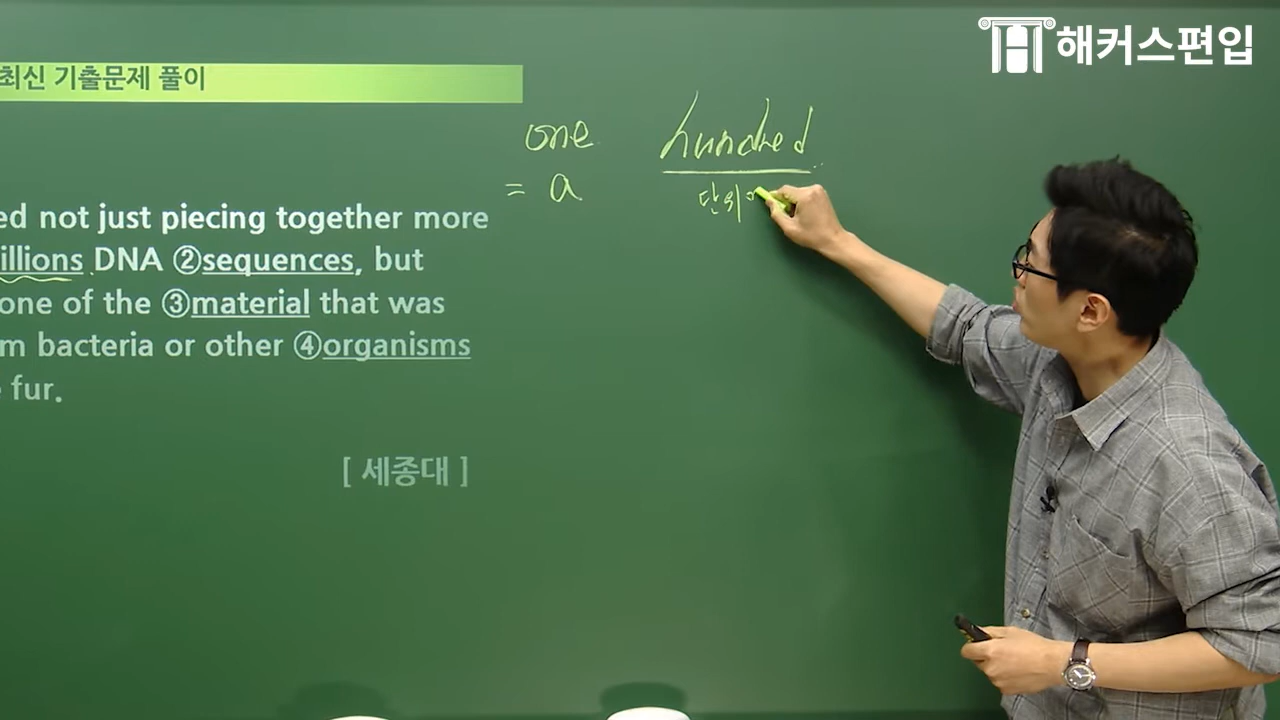 해커스편입
최신 기출문제 풀이
one hundred
= a 단위
ed not just piecing together more
illions DNA ②sequences, but
one of the ③material that was
m bacteria or other ④organisms
fur.
[ 세종대 ]